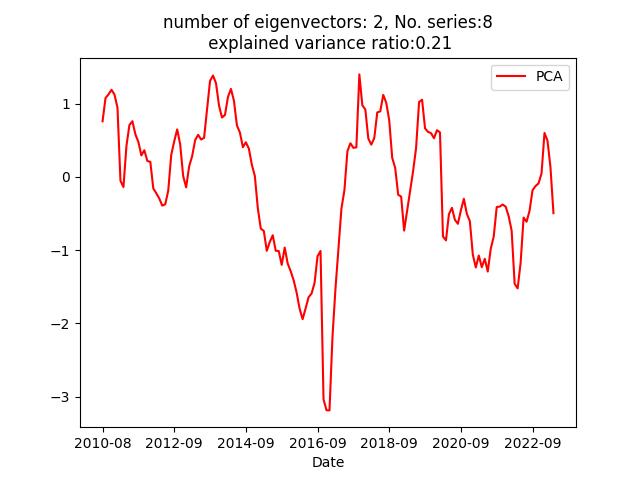 number of eigenvectors: 2, No. series:8
explained variance ratio:0.21
PCA
1
0
−1
−2
−3
2010-08 2012-09 2014-09 2016-09 2018-09 2020-09 2022-09
Date